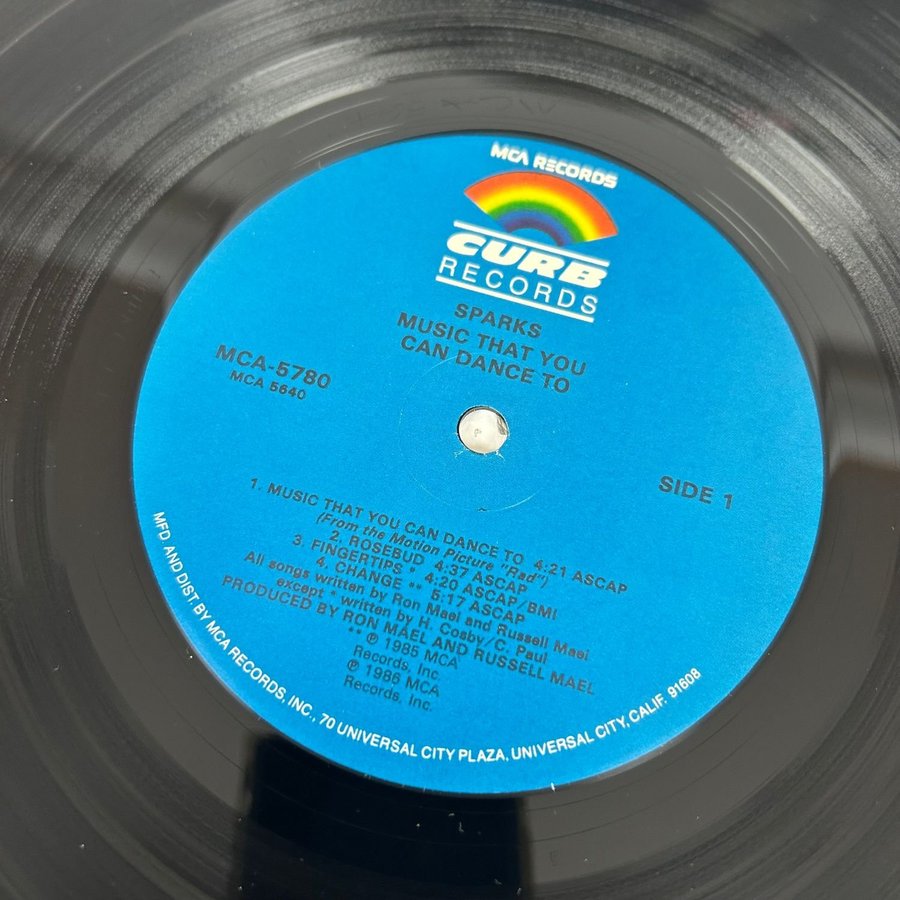 MCA RECORDS
CURB
RECORDS
SPARKS
MUSIC THAT YOU
CAN DANCE TO
MCA-5780
MCA 5640
SIDE 1
1. MUSIC THAT YOU CAN DANCE TO 4:21 ASCAP
(From the Motion Picture "Rad")
2. ROSEBUD 4:37 ASCAP
3. FINGERTIPS * 4:20 ASCAP/BMI
4. CHANGE ** 5:17 ASCAP
All songs written by Ron Mael and Russell Mael
except * written by H. Cosby/C. Paul
PRODUCED BY RON MAEL AND RUSSELL MAEL
** ℗ 1985 MCA
Records, Inc.
℗ 1986 MCA
Records, Inc.
MFD. AND DIST. BY MCA RECORDS, INC., 70 UNIVERSAL CITY PLAZA, UNIVERSAL CITY, CALIF. 91608